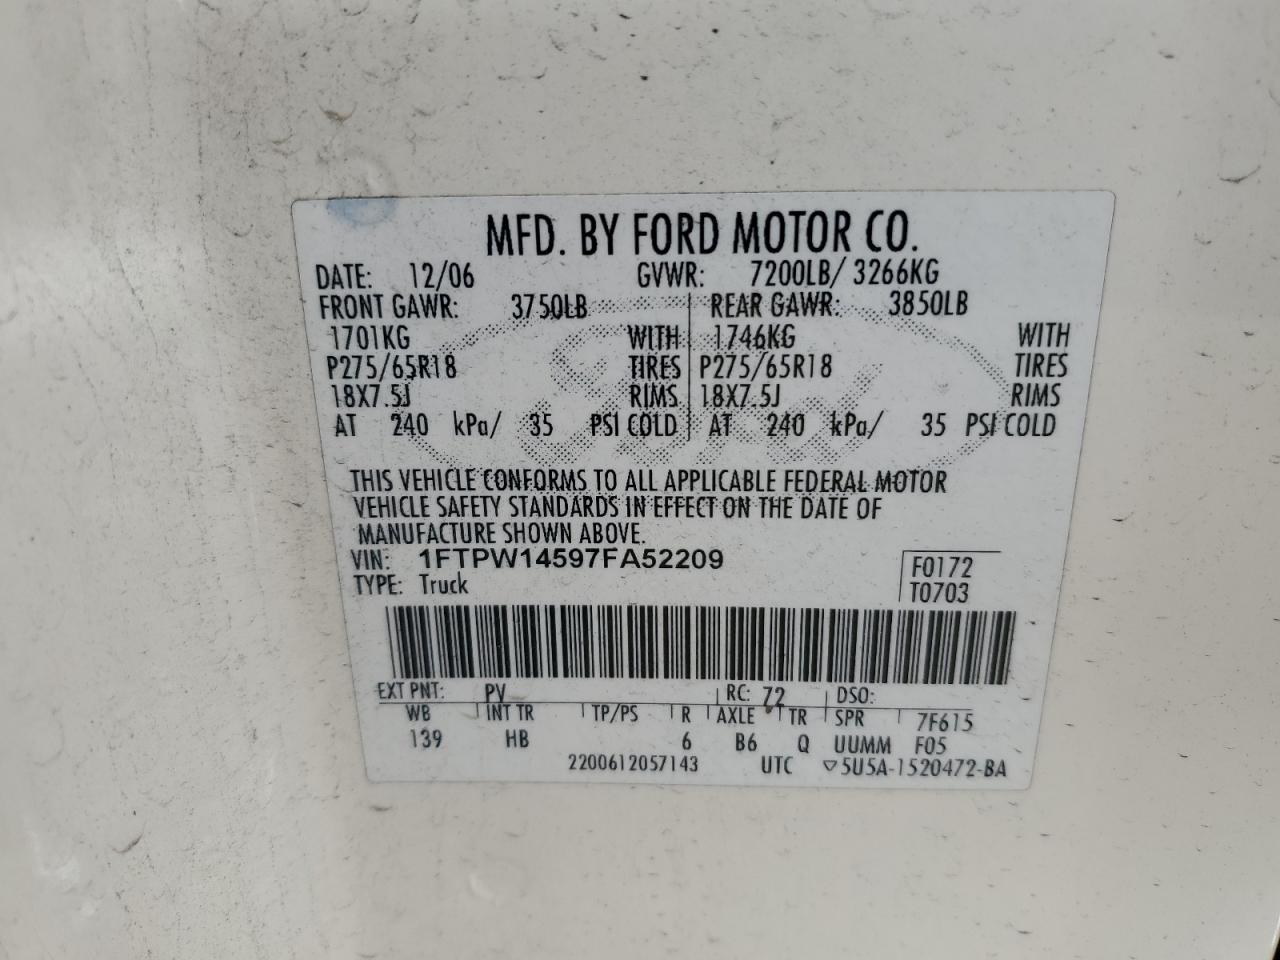 MFD. BY FORD MOTOR CO.
DATE: 12/06 GVWR: 7200LB/ 3266KG
FRONT GAWR: 3750LB REAR GAWR: 3850LB
1701KG WITH 1746KG WITH
P275/65R18 TIRES P275/65R18 TIRES
18X7.5J RIMS 18X7.5J RIMS
AT 240 kPa/ 35 PSI COLD AT 240 kPa/ 35 PSI COLD
THIS VEHICLE CONFORMS TO ALL APPLICABLE FEDERAL MOTOR
VEHICLE SAFETY STANDARDS IN EFFECT ON THE DATE OF
MANUFACTURE SHOWN ABOVE.
VIN: 1FTPW14597FA52209
F0172
TYPE: Truck
T0703
EXT PNT: PV RC: 72 DSO:
WB INT TR TP/PS R AXLE TR SPR 7F615
139 HB 6 B6 Q UUMM F05
2200612057143 UTC ▽5U5A-1520472-BA
Ford